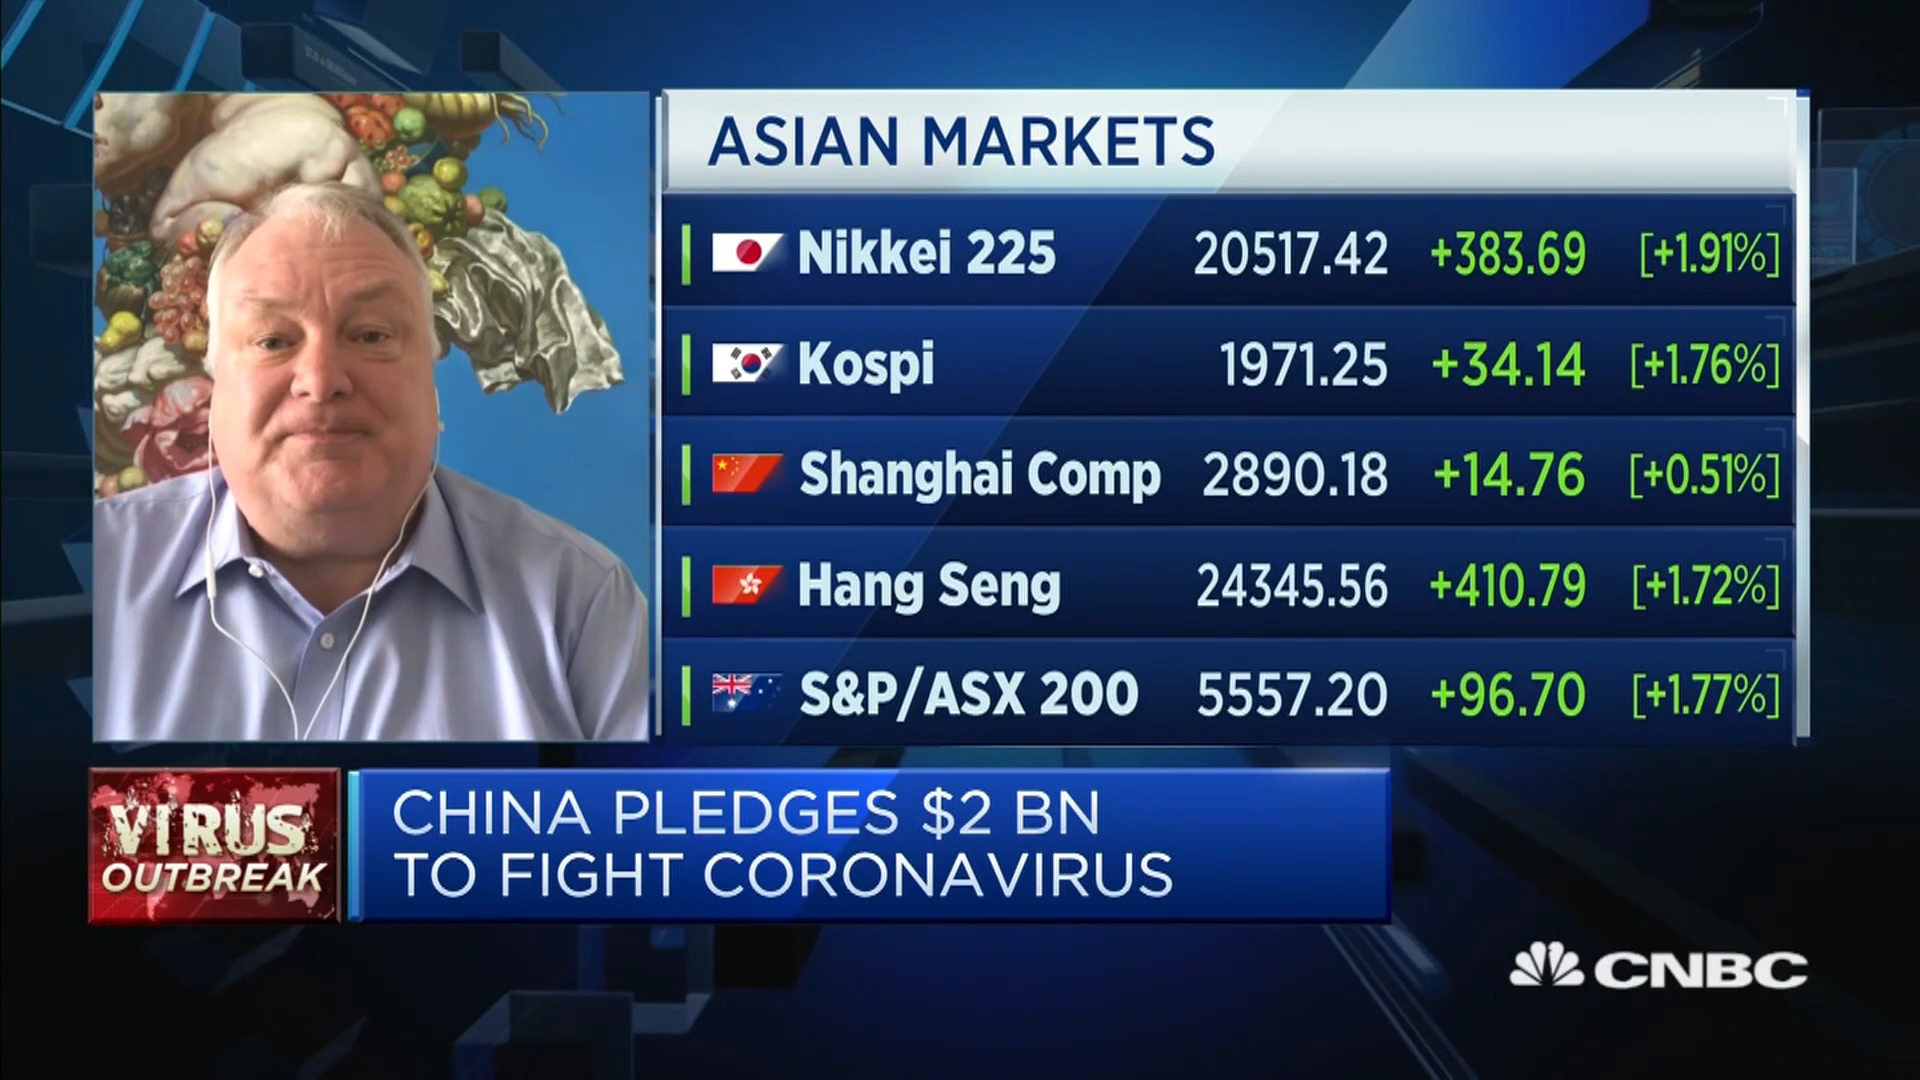 ASIAN MARKETS
Nikkei 225 20517.42 +383.69 [+1.91%]
Kospi 1971.25 +34.14 [+1.76%]
Shanghai Comp 2890.18 +14.76 [+0.51%]
Hang Seng 24345.56 +410.79 [+1.72%]
S&P/ASX 200 5557.20 +96.70 [+1.77%]
VIRUS
OUTBREAK
CHINA PLEDGES $2 BN
TO FIGHT CORONAVIRUS
CNBC